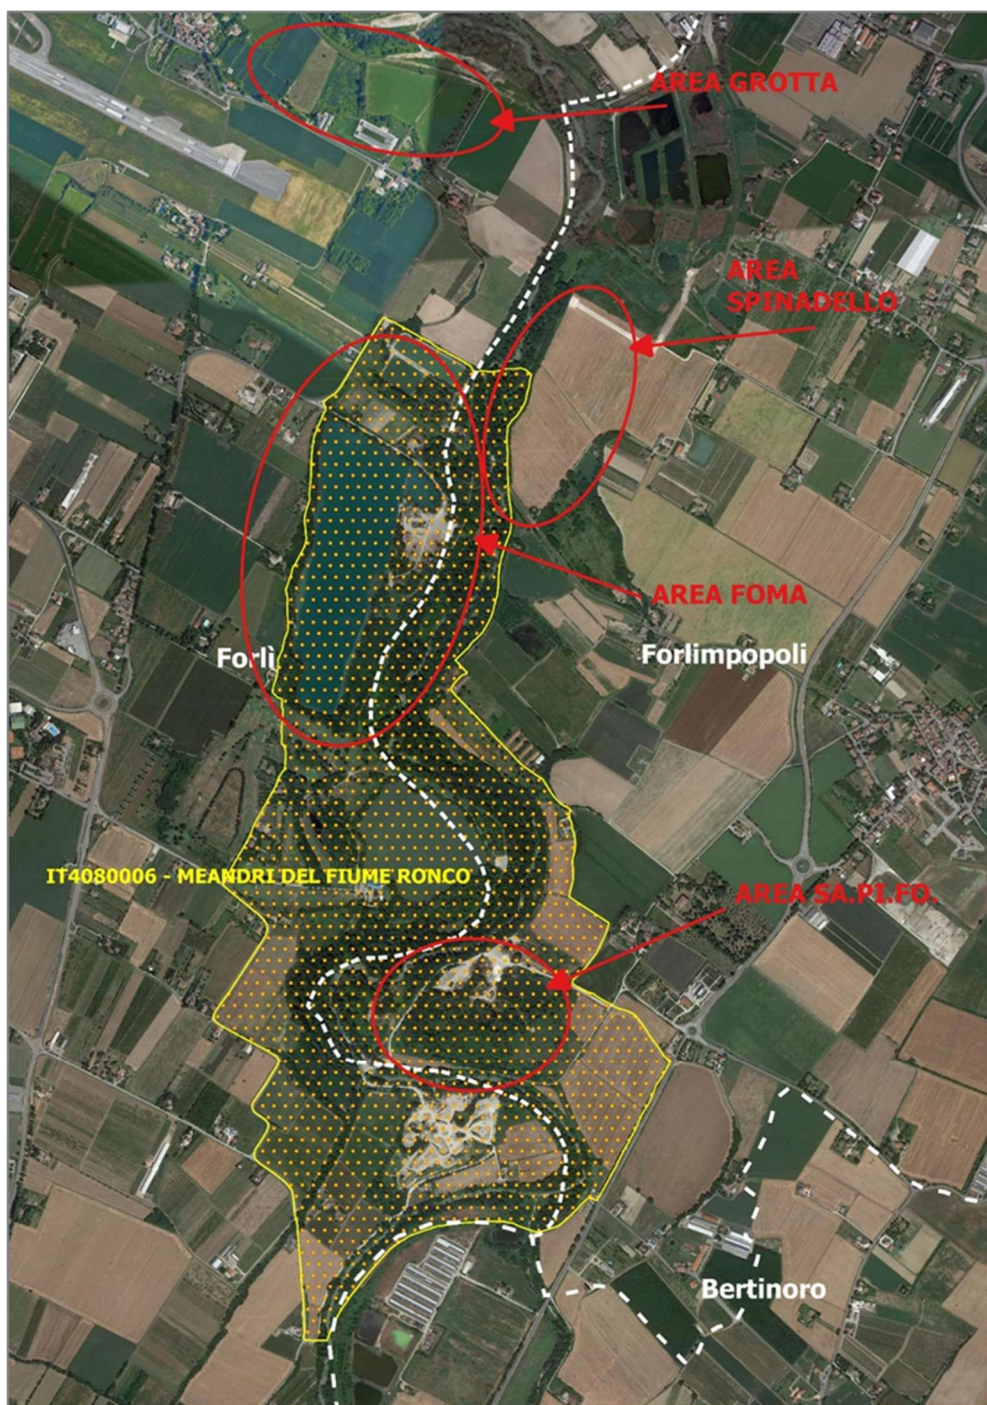 AREA GROTTA
AREA
SPINADELLO
AREA FOMA
Forlì
Forlimpopoli
IT4080006 - MEANDRI DEL FIUME RONCO
AREA SA.PI.FO.
Bertinoro